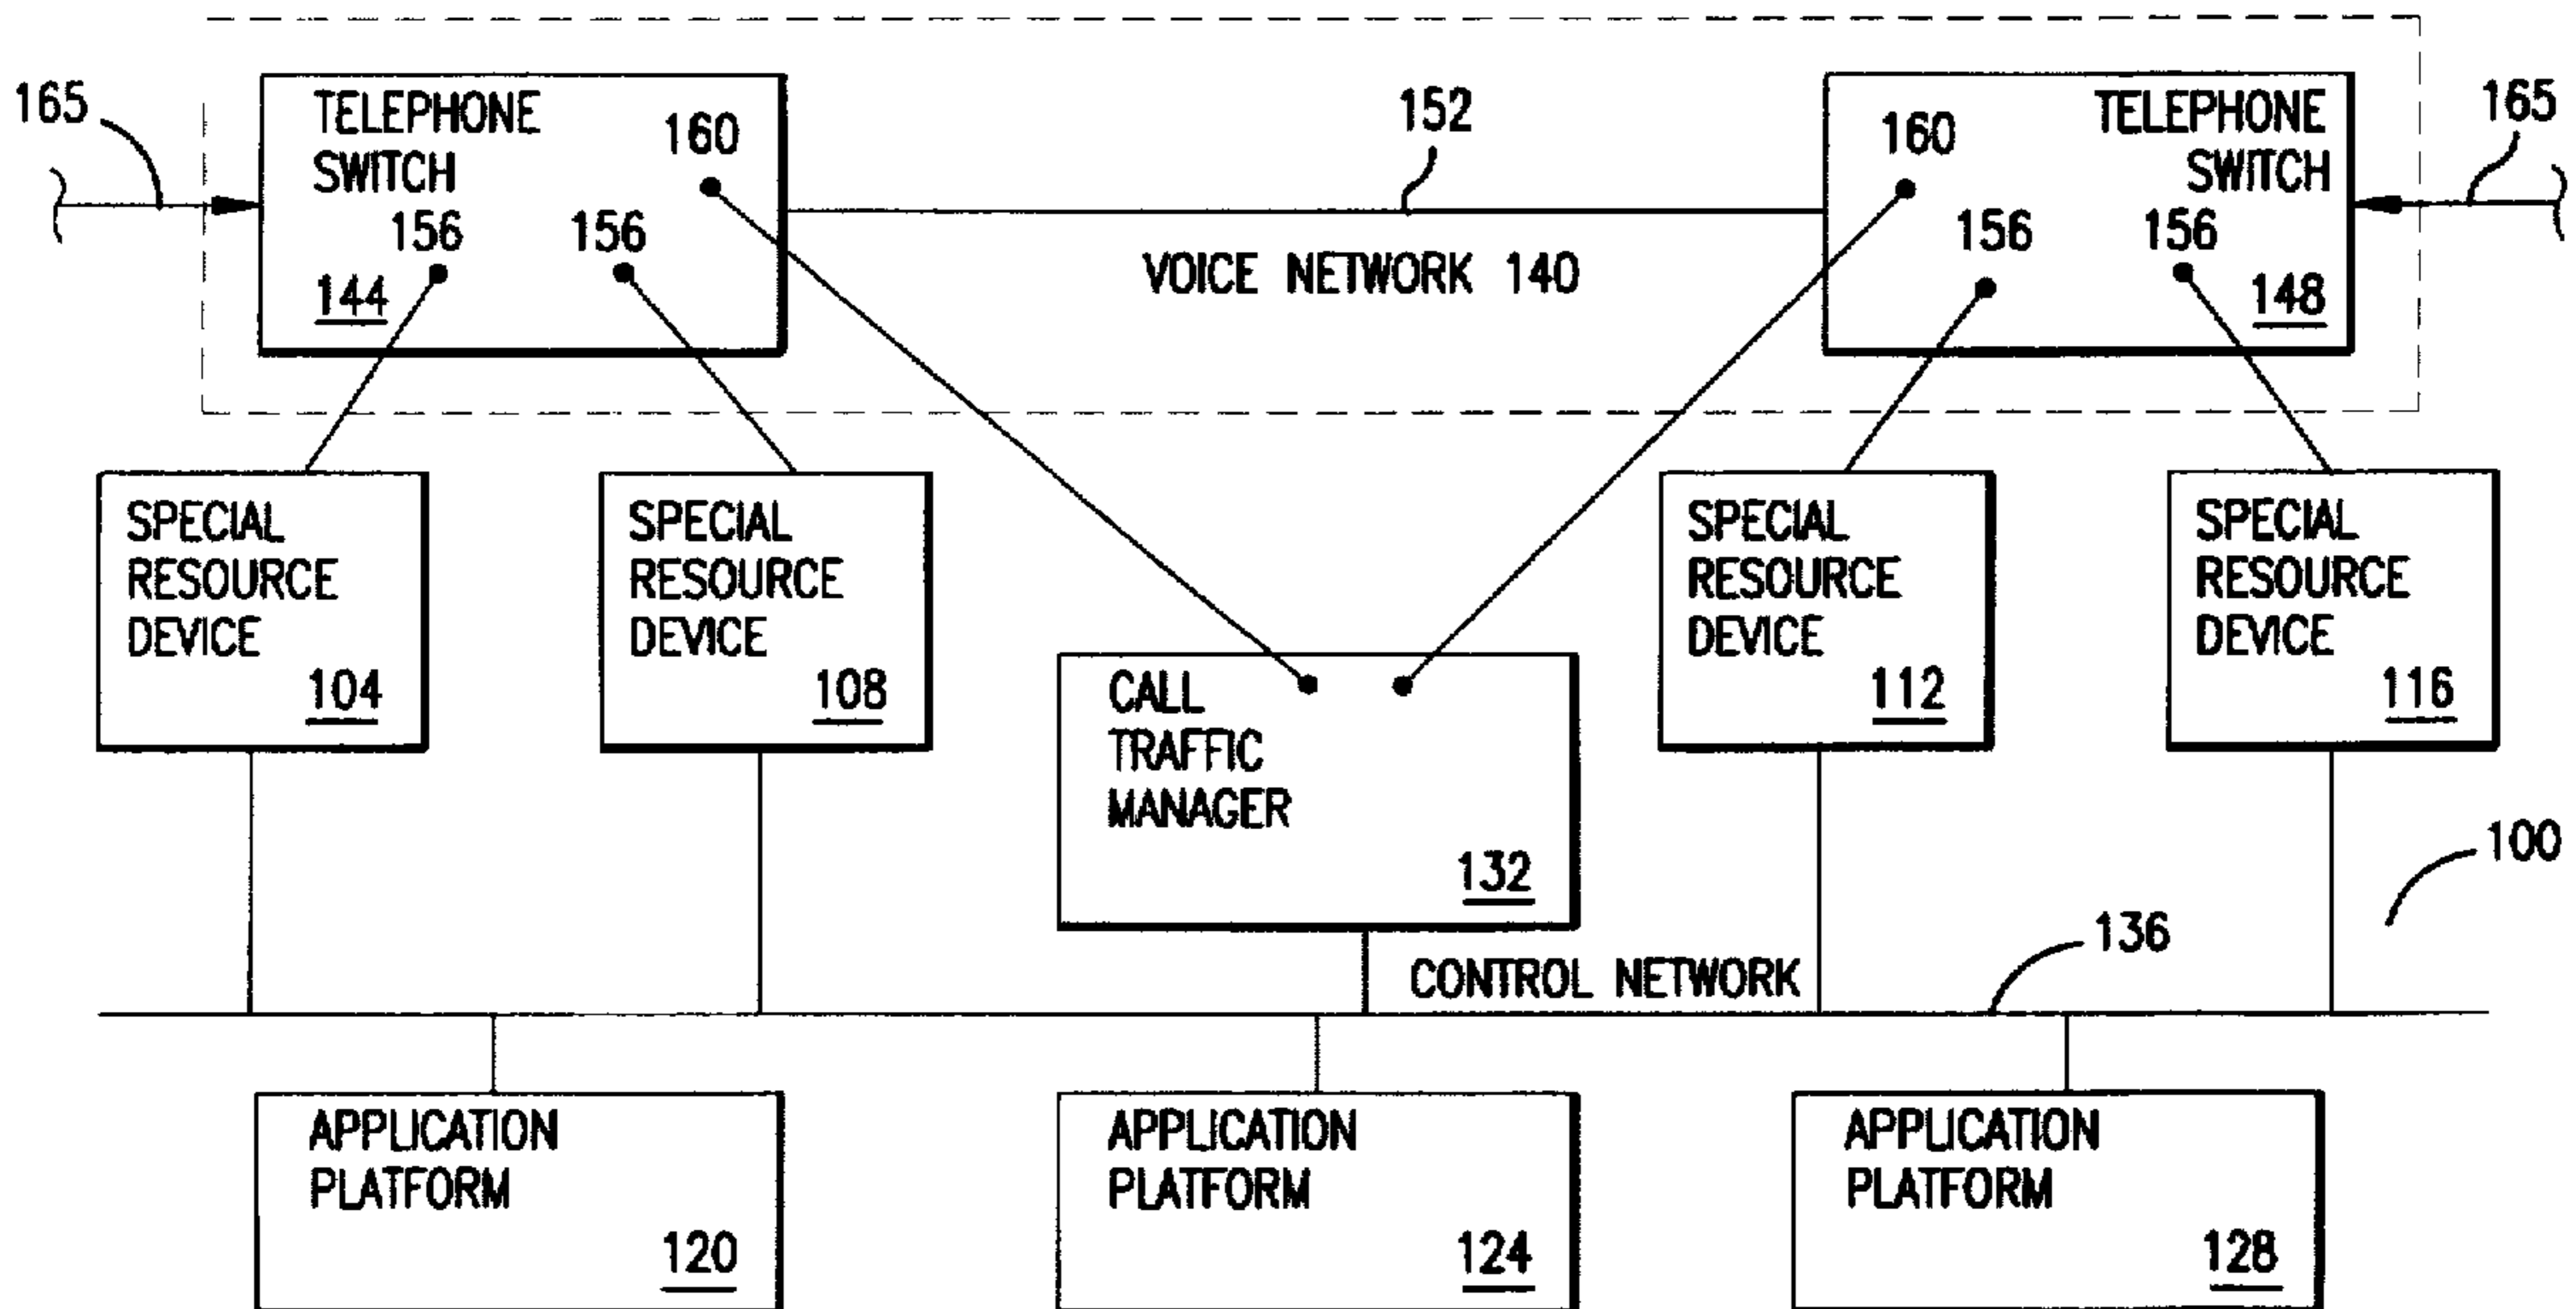 165
TELEPHONE
SWITCH
160
156
156
144
152
VOICE NETWORK 140
160
TELEPHONE
SWITCH
156
156
148
165
SPECIAL
RESOURCE
DEVICE
104
SPECIAL
RESOURCE
DEVICE
108
CALL
TRAFFIC
MANAGER
132
SPECIAL
RESOURCE
DEVICE
112
SPECIAL
RESOURCE
DEVICE
116
100
136
CONTROL NETWORK
APPLICATION
PLATFORM
120
APPLICATION
PLATFORM
124
APPLICATION
PLATFORM
128